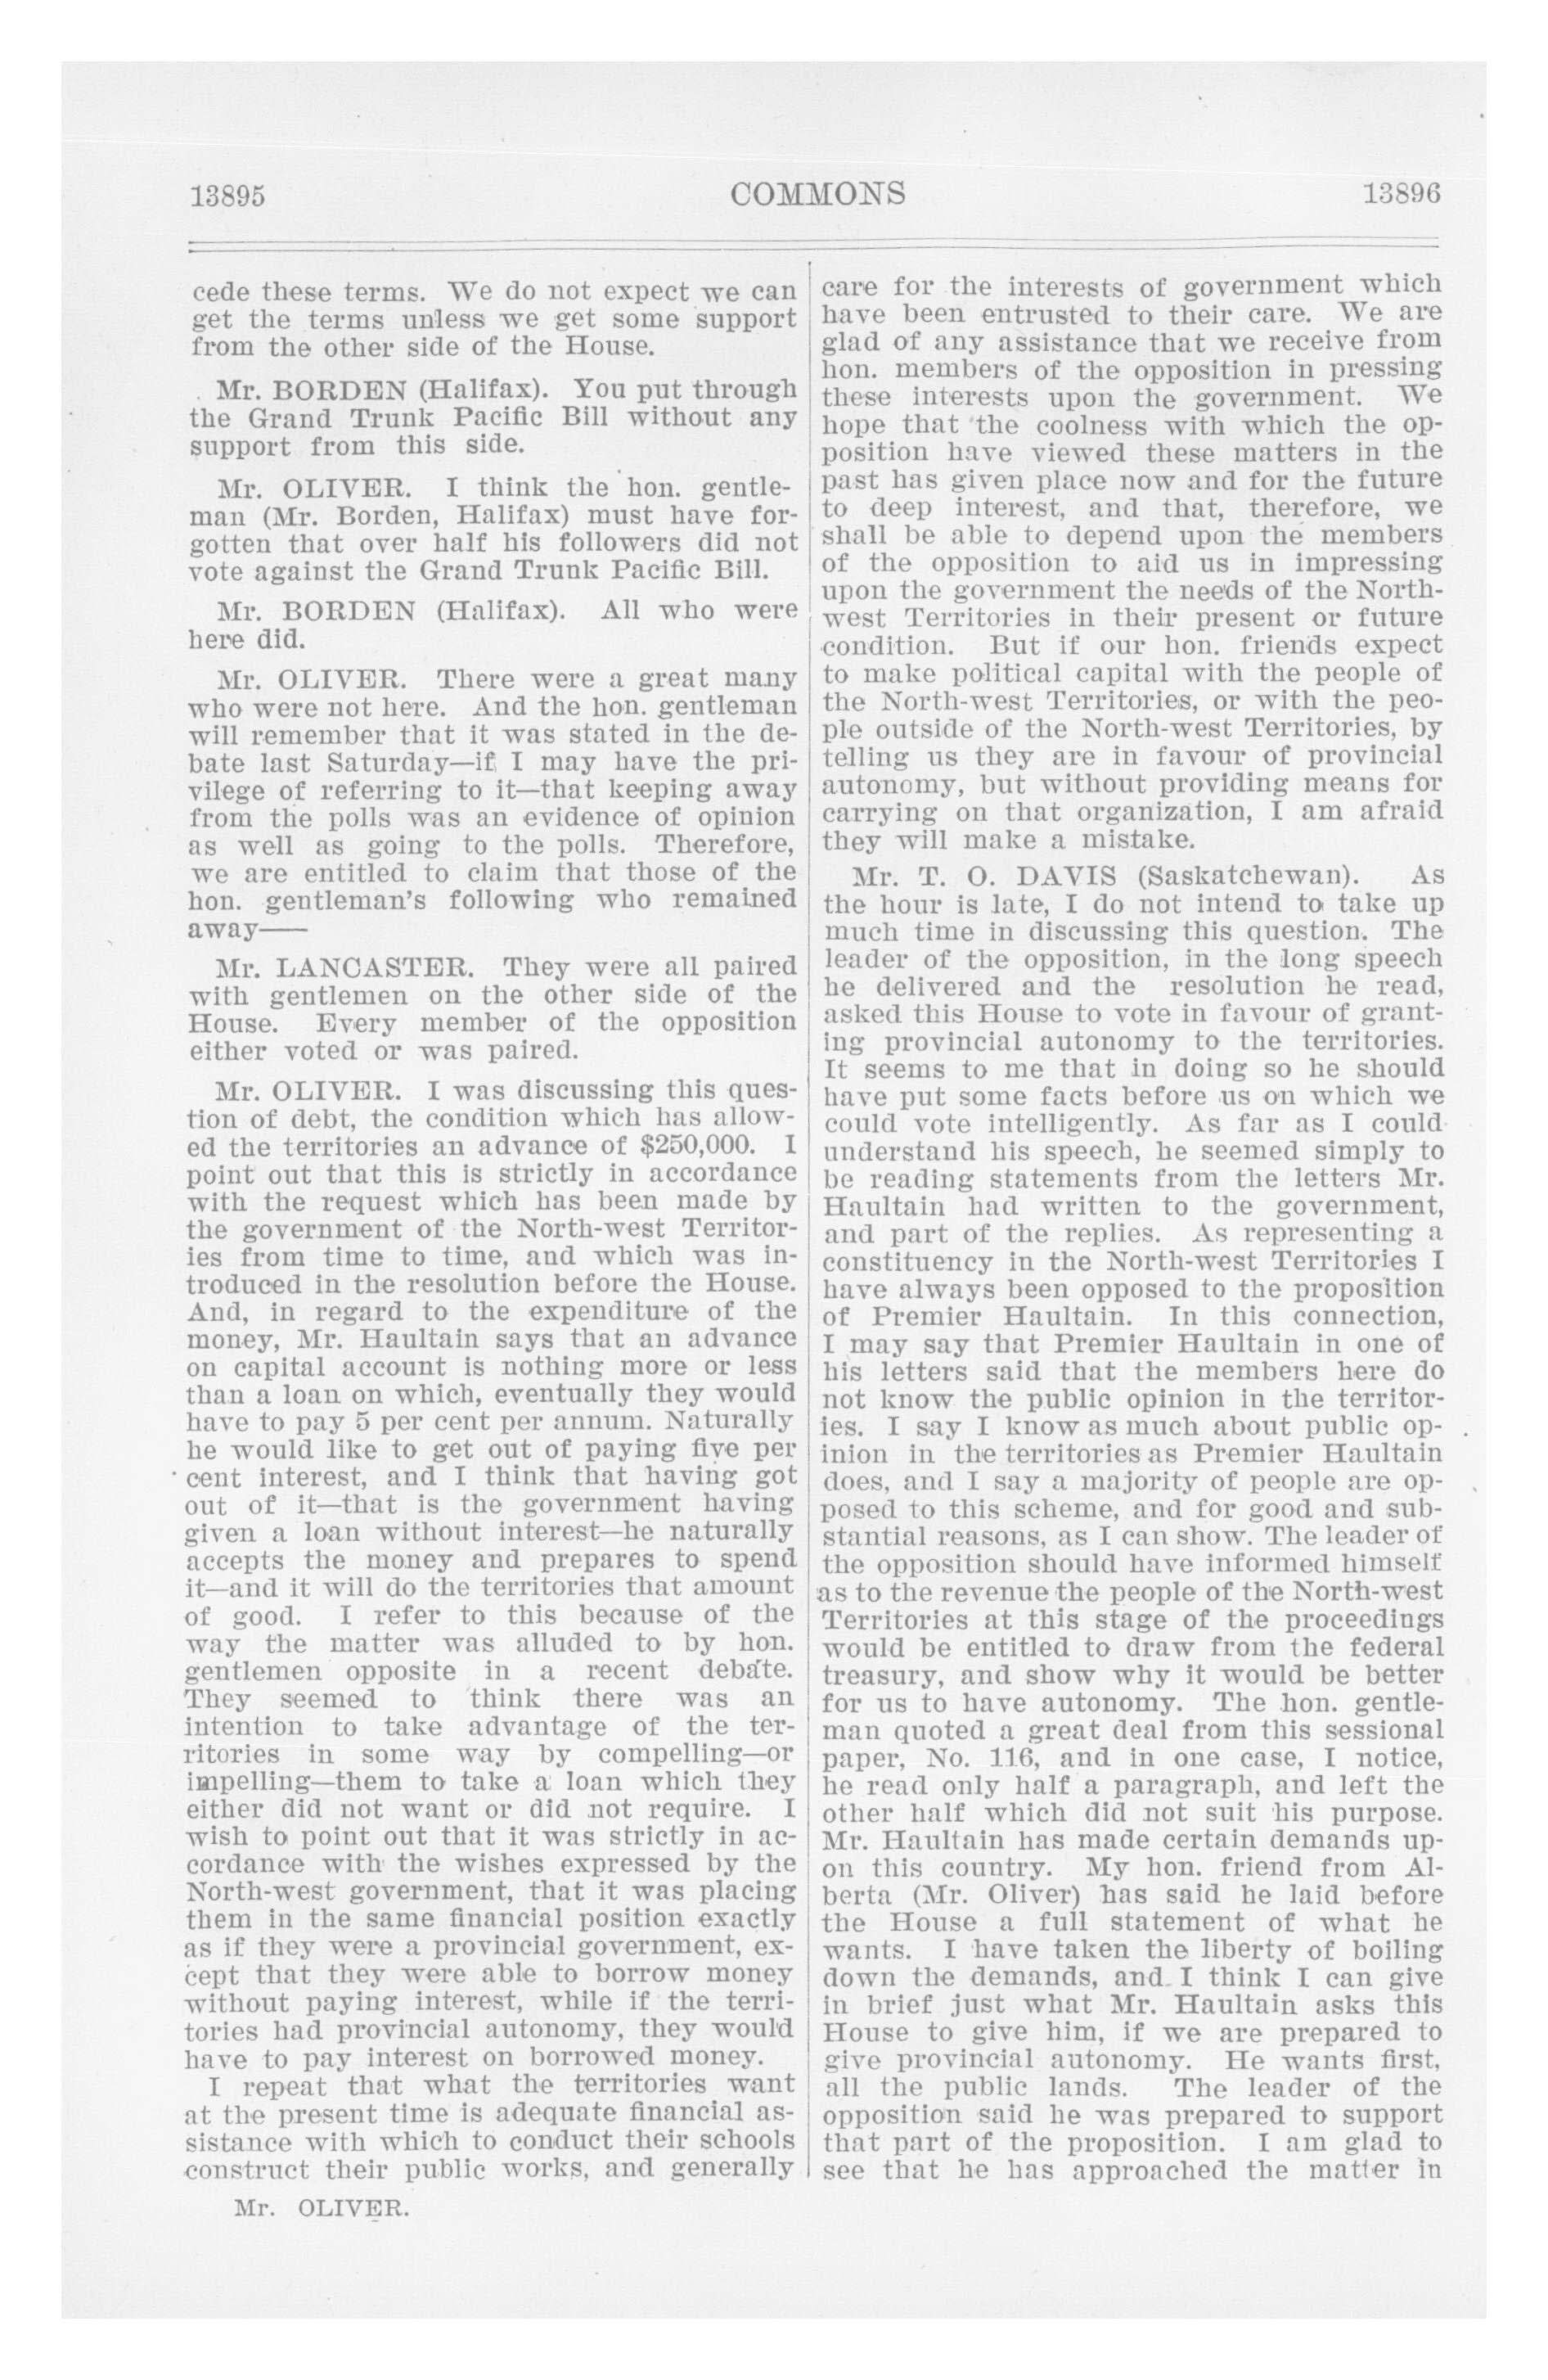 13895
COMMONS
13896
cede these terms. We do not expect we can
get the terms unless we get some support
from the other side of the House.
Mr. BORDEN (Halifax). You put through
the Grand Trunk Pacific Bill without any
support from this side.
Mr. OLIVER. I think the hon. gentle-
man (Mr. Borden, Halifax) must have for-
gotten that over half his followers did not
vote against the Grand Trunk Pacific Bill.
Mr. BORDEN (Halifax). All who were
here did.
Mr. OLIVER. There were a great many
who were not here. And the hon. gentleman
will remember that it was stated in the de-
bate last Saturday—if I may have the pri-
vilege of referring to it—that keeping away
from the polls was an evidence of opinion
as well as going to the polls. Therefore,
we are entitled to claim that those of the
hon. gentleman's following who remained
away——
Mr. LANCASTER. They were all paired
with gentlemen on the other side of the
House. Every member of the opposition
either voted or was paired.
Mr. OLIVER. I was discussing this ques-
tion of debt, the condition which has allow-
ed the territories an advance of $250,000. I
point out that this is strictly in accordance
with the request which has been made by
the government of the North-west Territor-
ies from time to time, and which was in-
troduced in the resolution before the House.
And, in regard to the expenditure of the
money, Mr. Haultain says that an advance
on capital account is nothing more or less
than a loan on which, eventually they would
have to pay 5 per cent per annum. Naturally
he would like to get out of paying five per
cent interest, and I think that having got
out of it—that is the government having
given a loan without interest—he naturally
accepts the money and prepares to spend
it—and it will do the territories that amount
of good. I refer to this because of the
way the matter was alluded to by hon.
gentlemen opposite in a recent debate.
They seemed to think there was an
intention to take advantage of the ter-
ritories in some way by compelling—or
impelling—them to take a loan which they
either did not want or did not require. I
wish to point out that it was strictly in ac-
cordance with the wishes expressed by the
North-west government, that it was placing
them in the same financial position exactly
as if they were a provincial government, ex-
cept that they were able to borrow money
without paying interest, while if the terri-
tories had provincial autonomy, they would
have to pay interest on borrowed money.
I repeat that what the territories want
at the present time is adequate financial as-
sistance with which to conduct their schools
construct their public works, and generally
Mr. OLIVER.
care for the interests of government which
have been entrusted to their care. We are
glad of any assistance that we receive from
hon. members of the opposition in pressing
these interests upon the government. We
hope that the coolness with which the op-
position have viewed these matters in the
past has given place now and for the future
to deep interest, and that, therefore, we
shall be able to depend upon the members
of the opposition to aid us in impressing
upon the government the needs of the North-
west Territories in their present or future
condition. But if our hon. friends expect
to make political capital with the people of
the North-west Territories, or with the peo-
ple outside of the North-west Territories, by
telling us they are in favour of provincial
autonomy, but without providing means for
carrying on that organization, I am afraid
they will make a mistake.
Mr. T. O. DAVIS (Saskatchewan). As
the hour is late, I do not intend to take up
much time in discussing this question. The
leader of the opposition, in the long speech
he delivered and the resolution he read,
asked this House to vote in favour of grant-
ing provincial autonomy to the territories.
It seems to me that in doing so he should
have put some facts before us on which we
could vote intelligently. As far as I could
understand his speech, he seemed simply to
be reading statements from the letters Mr.
Haultain had written to the government,
and part of the replies. As representing a
constituency in the North-west Territories I
have always been opposed to the proposition
of Premier Haultain. In this connection,
I may say that Premier Haultain in one of
his letters said that the members here do
not know the public opinion in the territor-
ies. I say I know as much about public op-
inion in the territories as Premier Haultain
does, and I say a majority of people are op-
posed to this scheme, and for good and sub-
stantial reasons, as I can show. The leader of
the opposition should have informed himself
as to the revenue the people of the North-west
Territories at this stage of the proceedings
would be entitled to draw from the federal
treasury, and show why it would be better
for us to have autonomy. The hon. gentle-
man quoted a great deal from this sessional
paper, No. 116, and in one case, I notice,
he read only half a paragraph, and left the
other half which did not suit his purpose.
Mr. Haultain has made certain demands up-
on this country. My hon. friend from Al-
berta (Mr. Oliver) has said he laid before
the House a full statement of what he
wants. I have taken the liberty of boiling
down the demands, and I think I can give
in brief just what Mr. Haultain asks this
House to give him, if we are prepared to
give provincial autonomy. He wants first,
all the public lands. The leader of the
opposition said he was prepared to support
that part of the proposition. I am glad to
see that he has approached the matter in